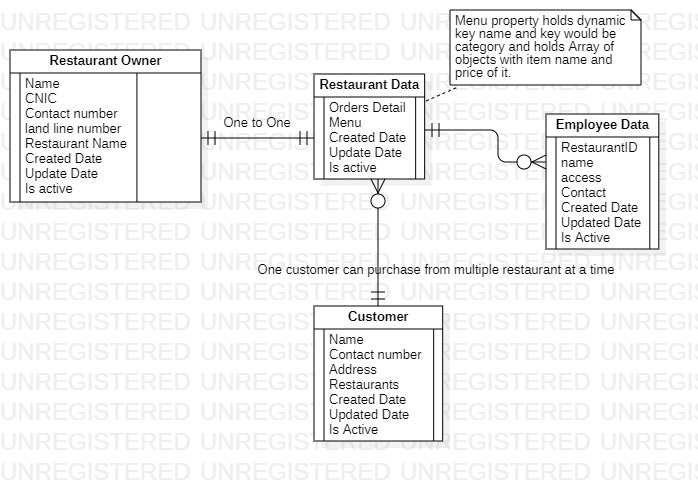 Menu property holds dynamic
key name and key would be
category and holds Array of
objects with item name and
price of it.
Restaurant Owner
Name
CNIC
Contact number
land line number
Restaurant Name
Created Date
Update Date
Is active
One to One
Restaurant Data
Orders Detail
Menu
Created Date
Update Date
Is active
Employee Data
RestaurantID
name
access
Contact
Created Date
Updated Date
Is Active
One customer can purchase from multiple restaurant at a time
Customer
Name
Contact number
Address
Restaurants
Created Date
Updated Date
Is Active
UNREGISTERED